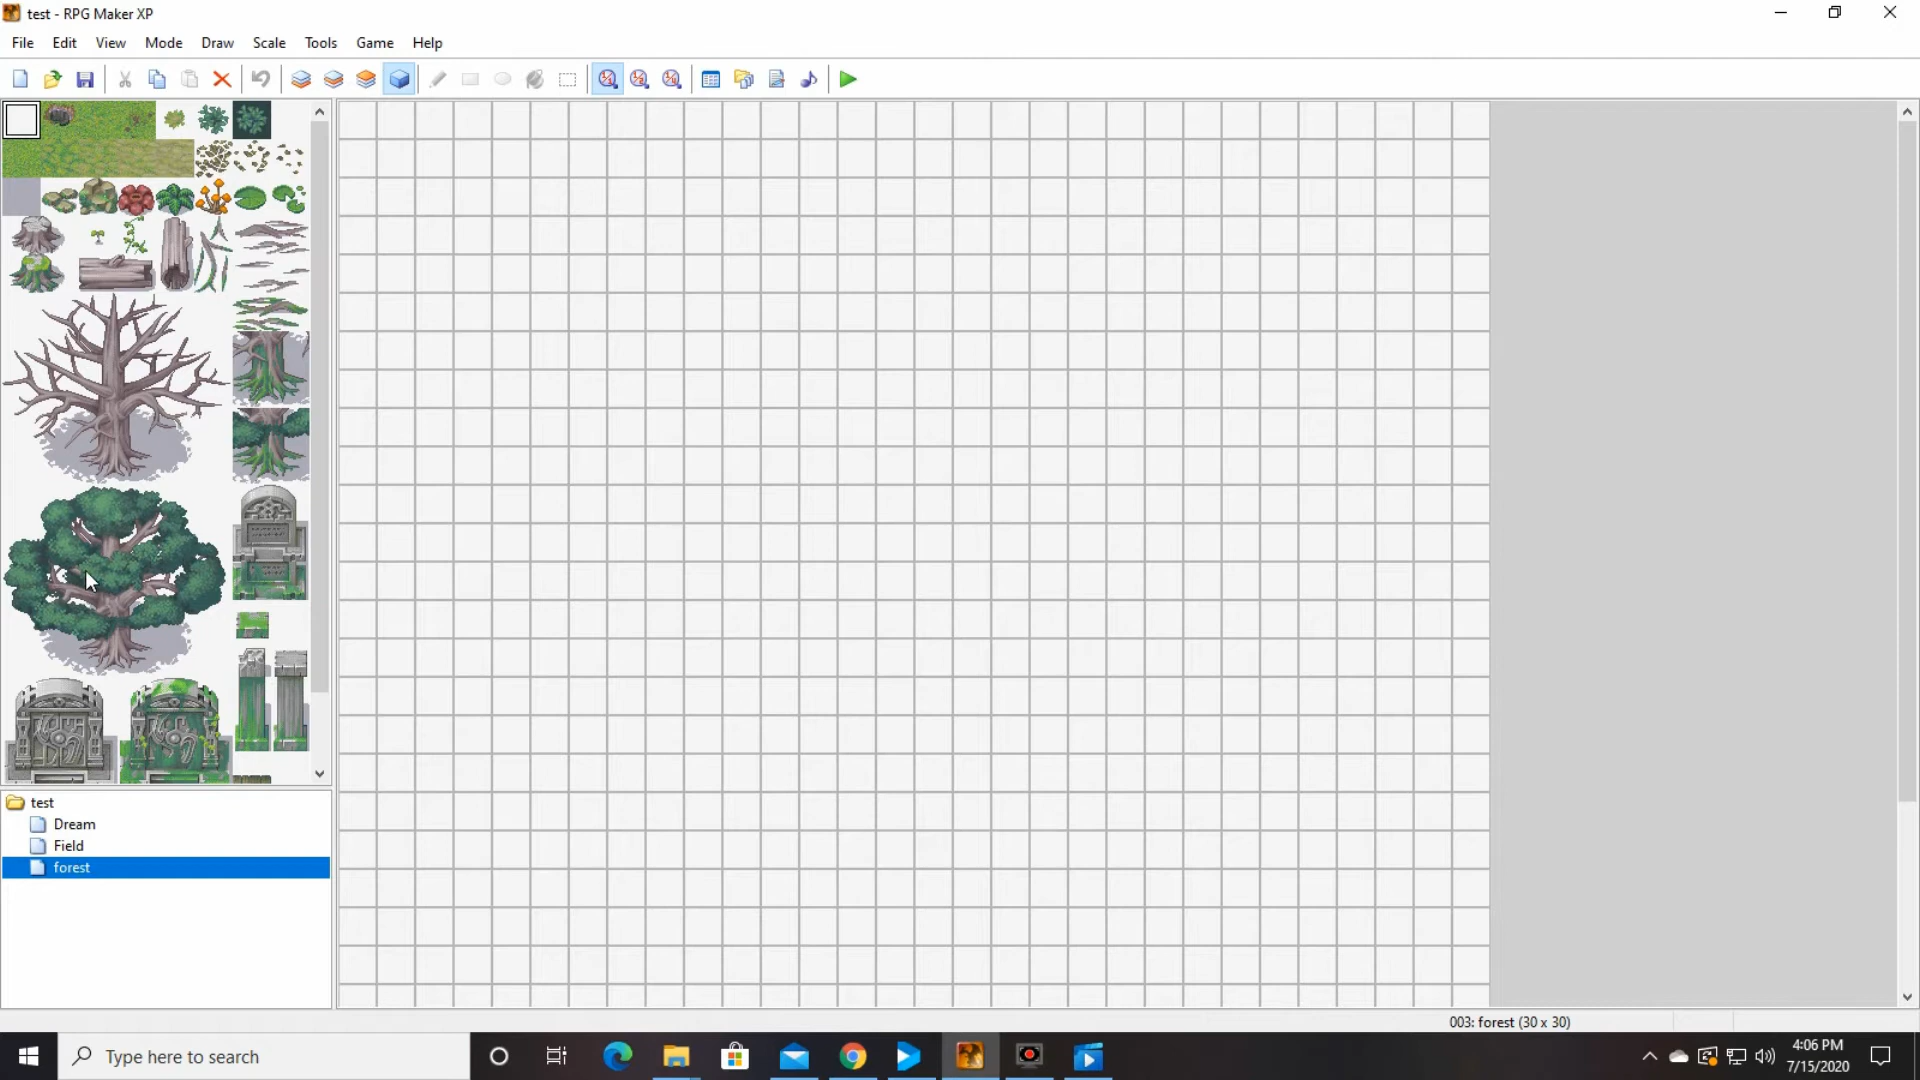 test - RPG Maker XP
File Edit View Mode Draw Scale Tools Game Help
test
Dream
Field
forest
003: forest (30 x 30)
Type here to search
4:06 PM
7/15/2020